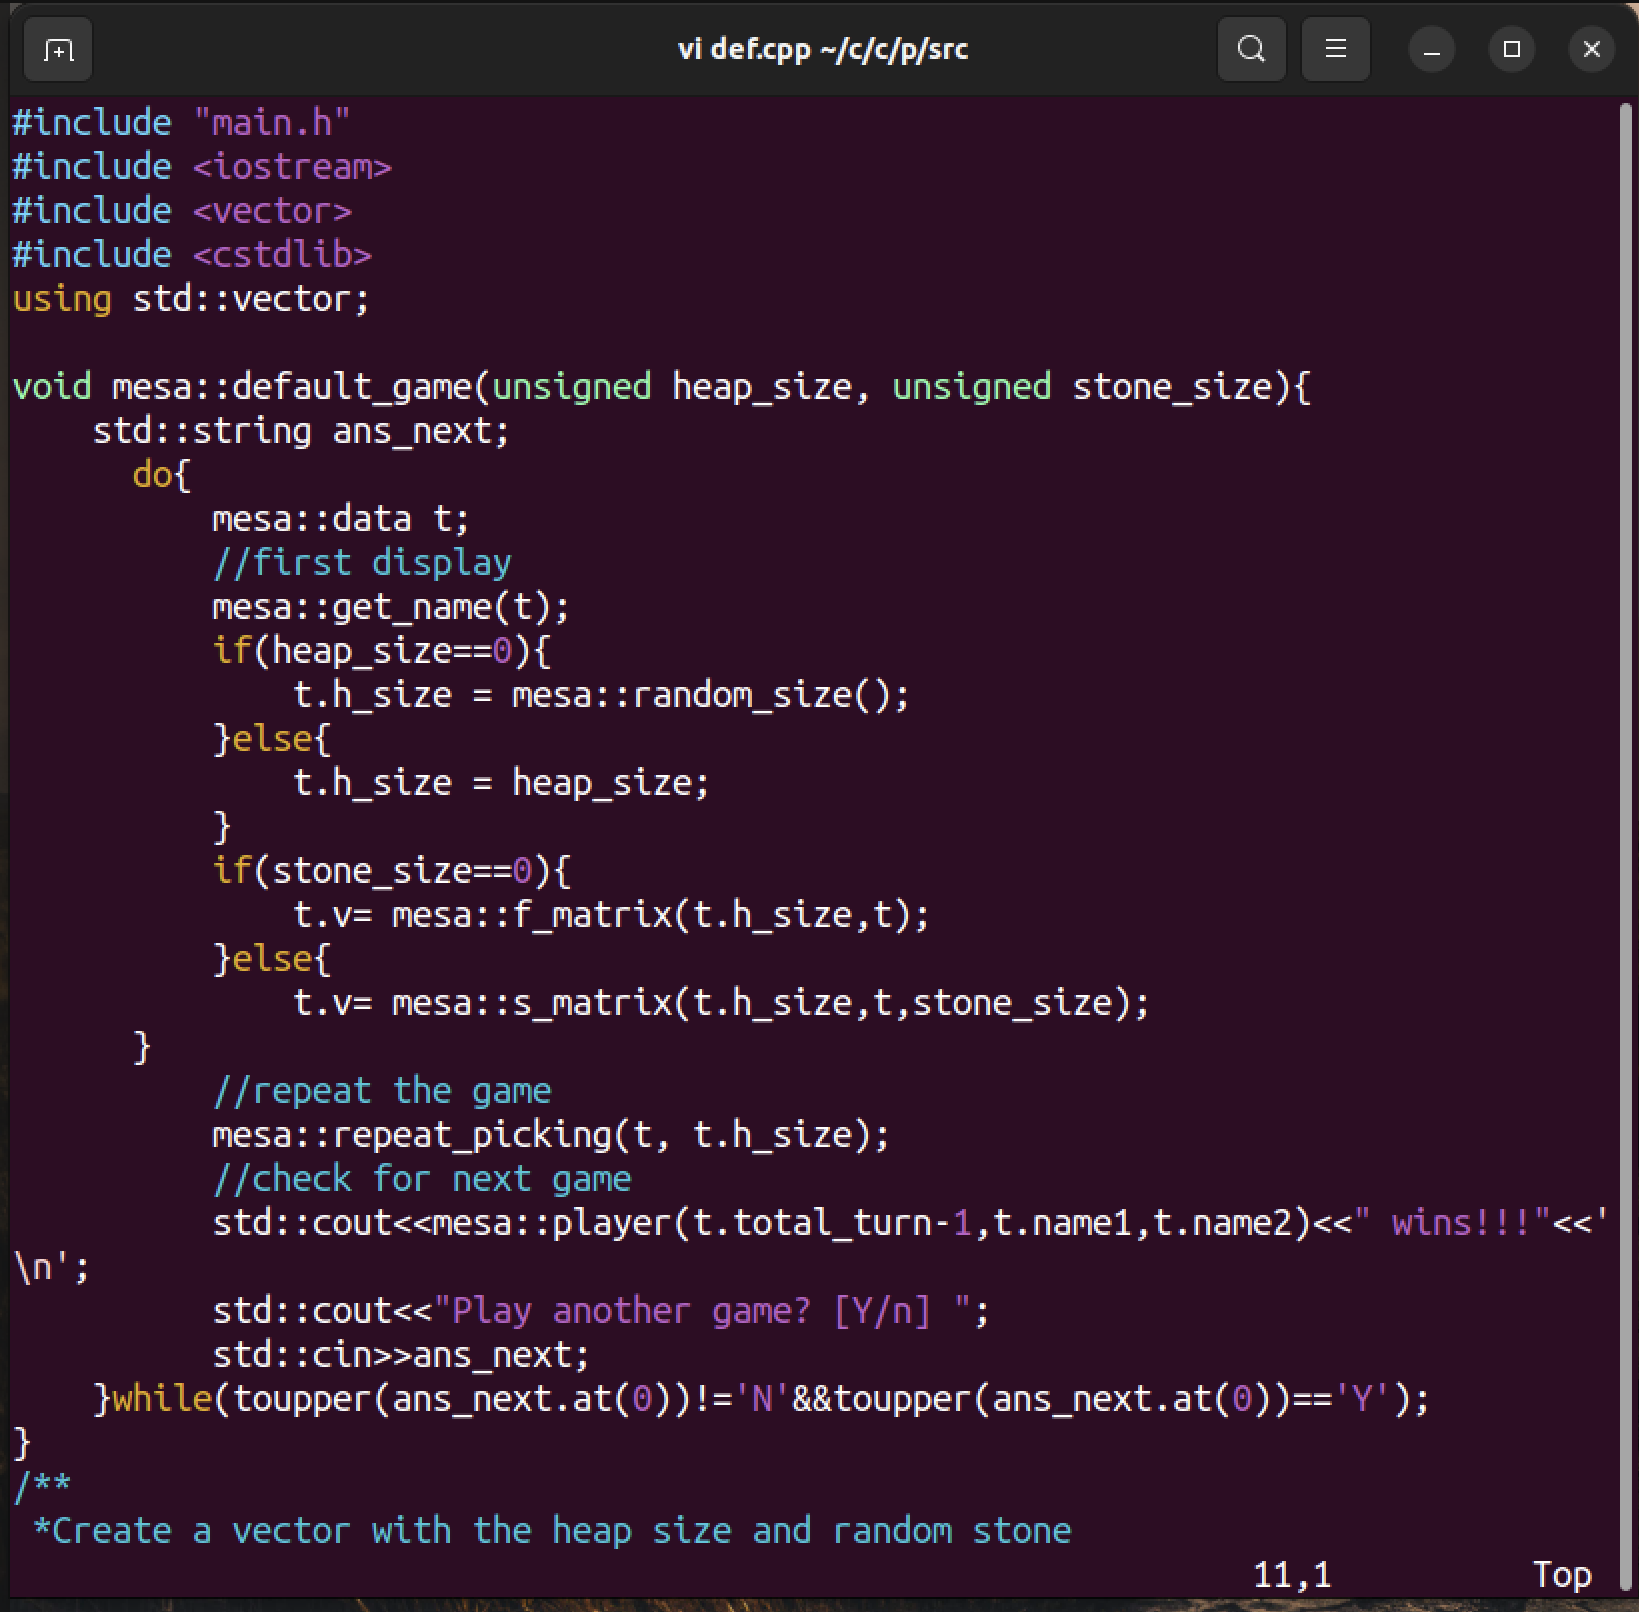 vi def.cpp ~/c/c/p/src
#include "main.h"
#include <iostream>
#include <vector>
#include <cstdlib>
using std::vector;
void mesa::default_game(unsigned heap_size, unsigned stone_size){
    std::string ans_next;
      do{
          mesa::data t;
          //first display
          mesa::get_name(t);
          if(heap_size==0){
              t.h_size = mesa::random_size();
          }else{
              t.h_size = heap_size;
          }
          if(stone_size==0){
              t.v= mesa::f_matrix(t.h_size,t);
          }else{
              t.v= mesa::s_matrix(t.h_size,t,stone_size);
      }
          //repeat the game
          mesa::repeat_picking(t, t.h_size);
          //check for next game
          std::cout<<mesa::player(t.total_turn-1,t.name1,t.name2)<<" wins!!!"<<'
\n';
          std::cout<<"Play another game? [Y/n] ";
          std::cin>>ans_next;
    }while(toupper(ans_next.at(0))!='N'&&toupper(ans_next.at(0))=='Y');
}
/**
 *Create a vector with the heap size and random stone
11,1 Top